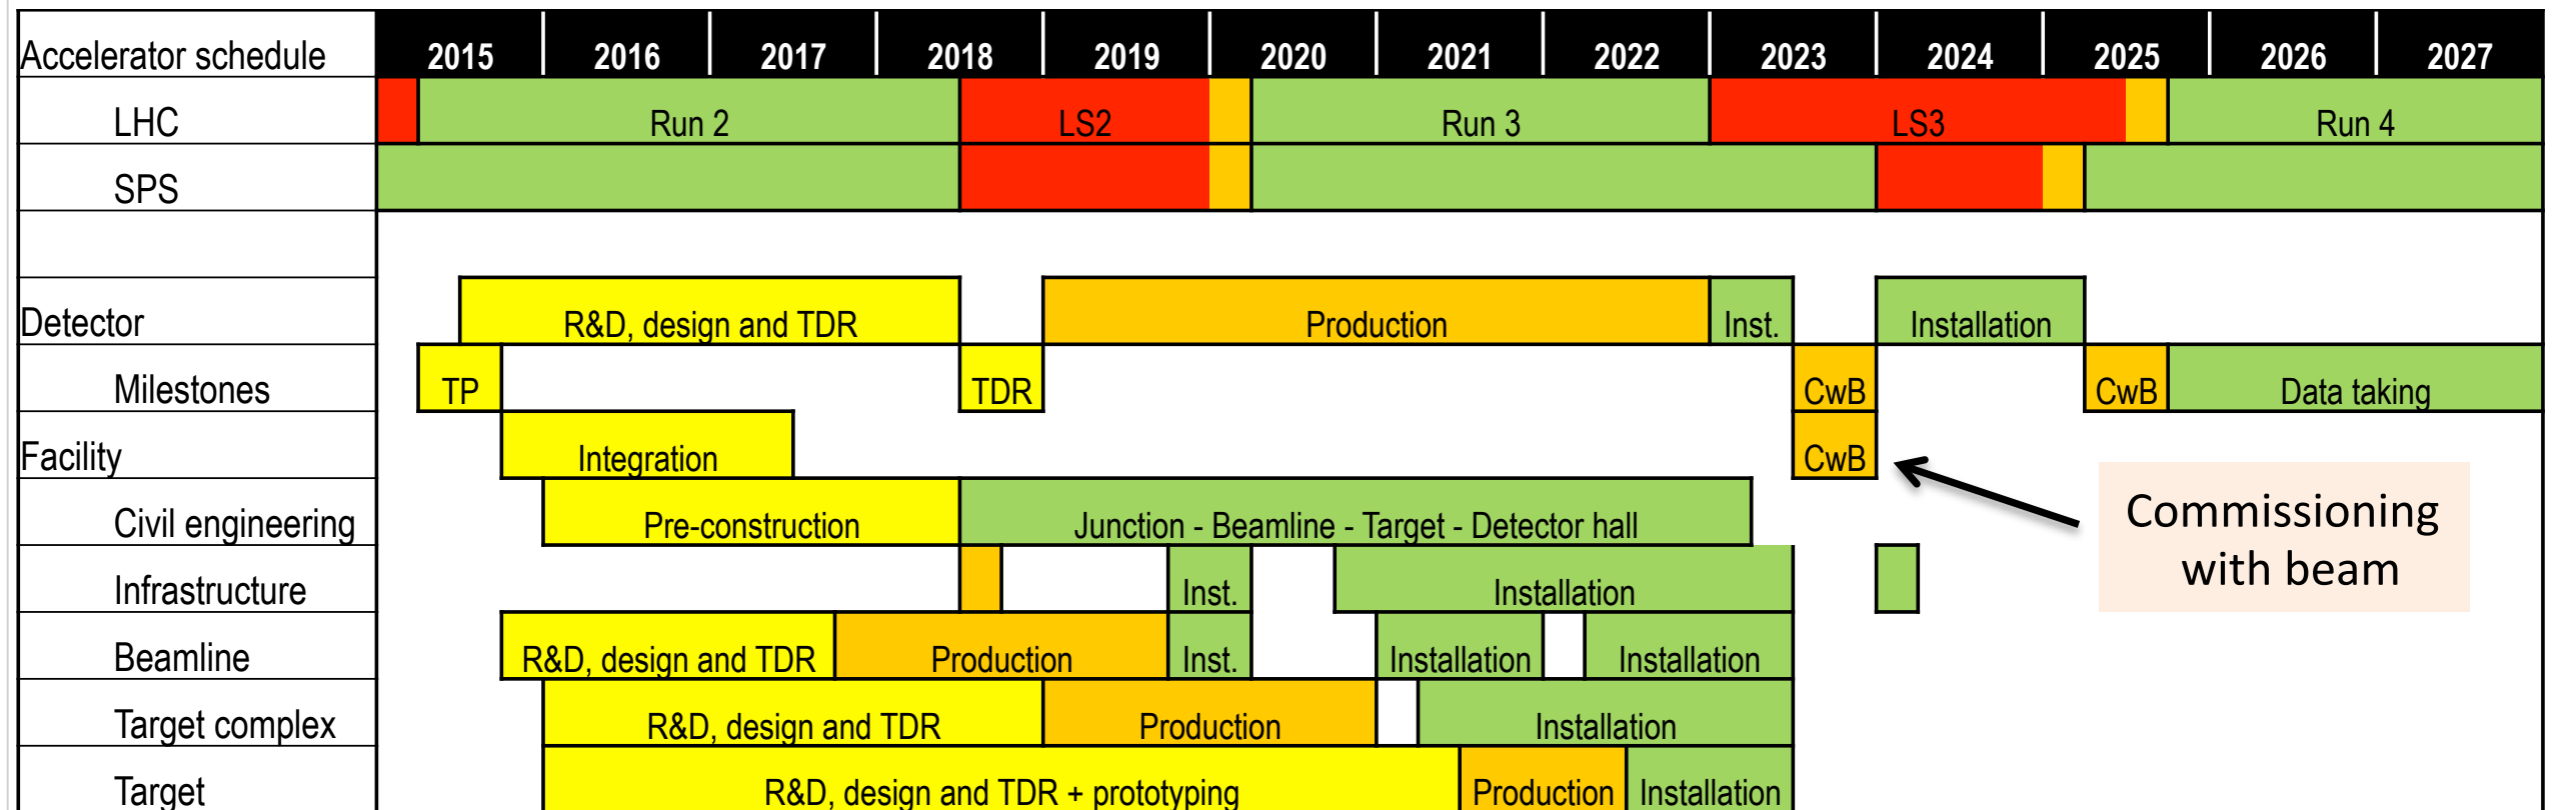 Accelerator schedule 2015 2016 2017 2018 2019 2020 2021 2022 2023 2024 2025 2026 2027
LHC Run 2 LS2 Run 3 LS3 Run 4
SPS
Detector R&D, design and TDR Production Inst. Installation
Milestones TP TDR CwB CwB Data taking
Facility Integration CwB
Civil engineering Pre-construction Junction - Beamline - Target - Detector hall
Commissioning
with beam
Infrastructure Inst. Installation
Beamline R&D, design and TDR Production Inst. Installation Installation
Target complex R&D, design and TDR Production Installation
Target R&D, design and TDR + prototyping Production Installation